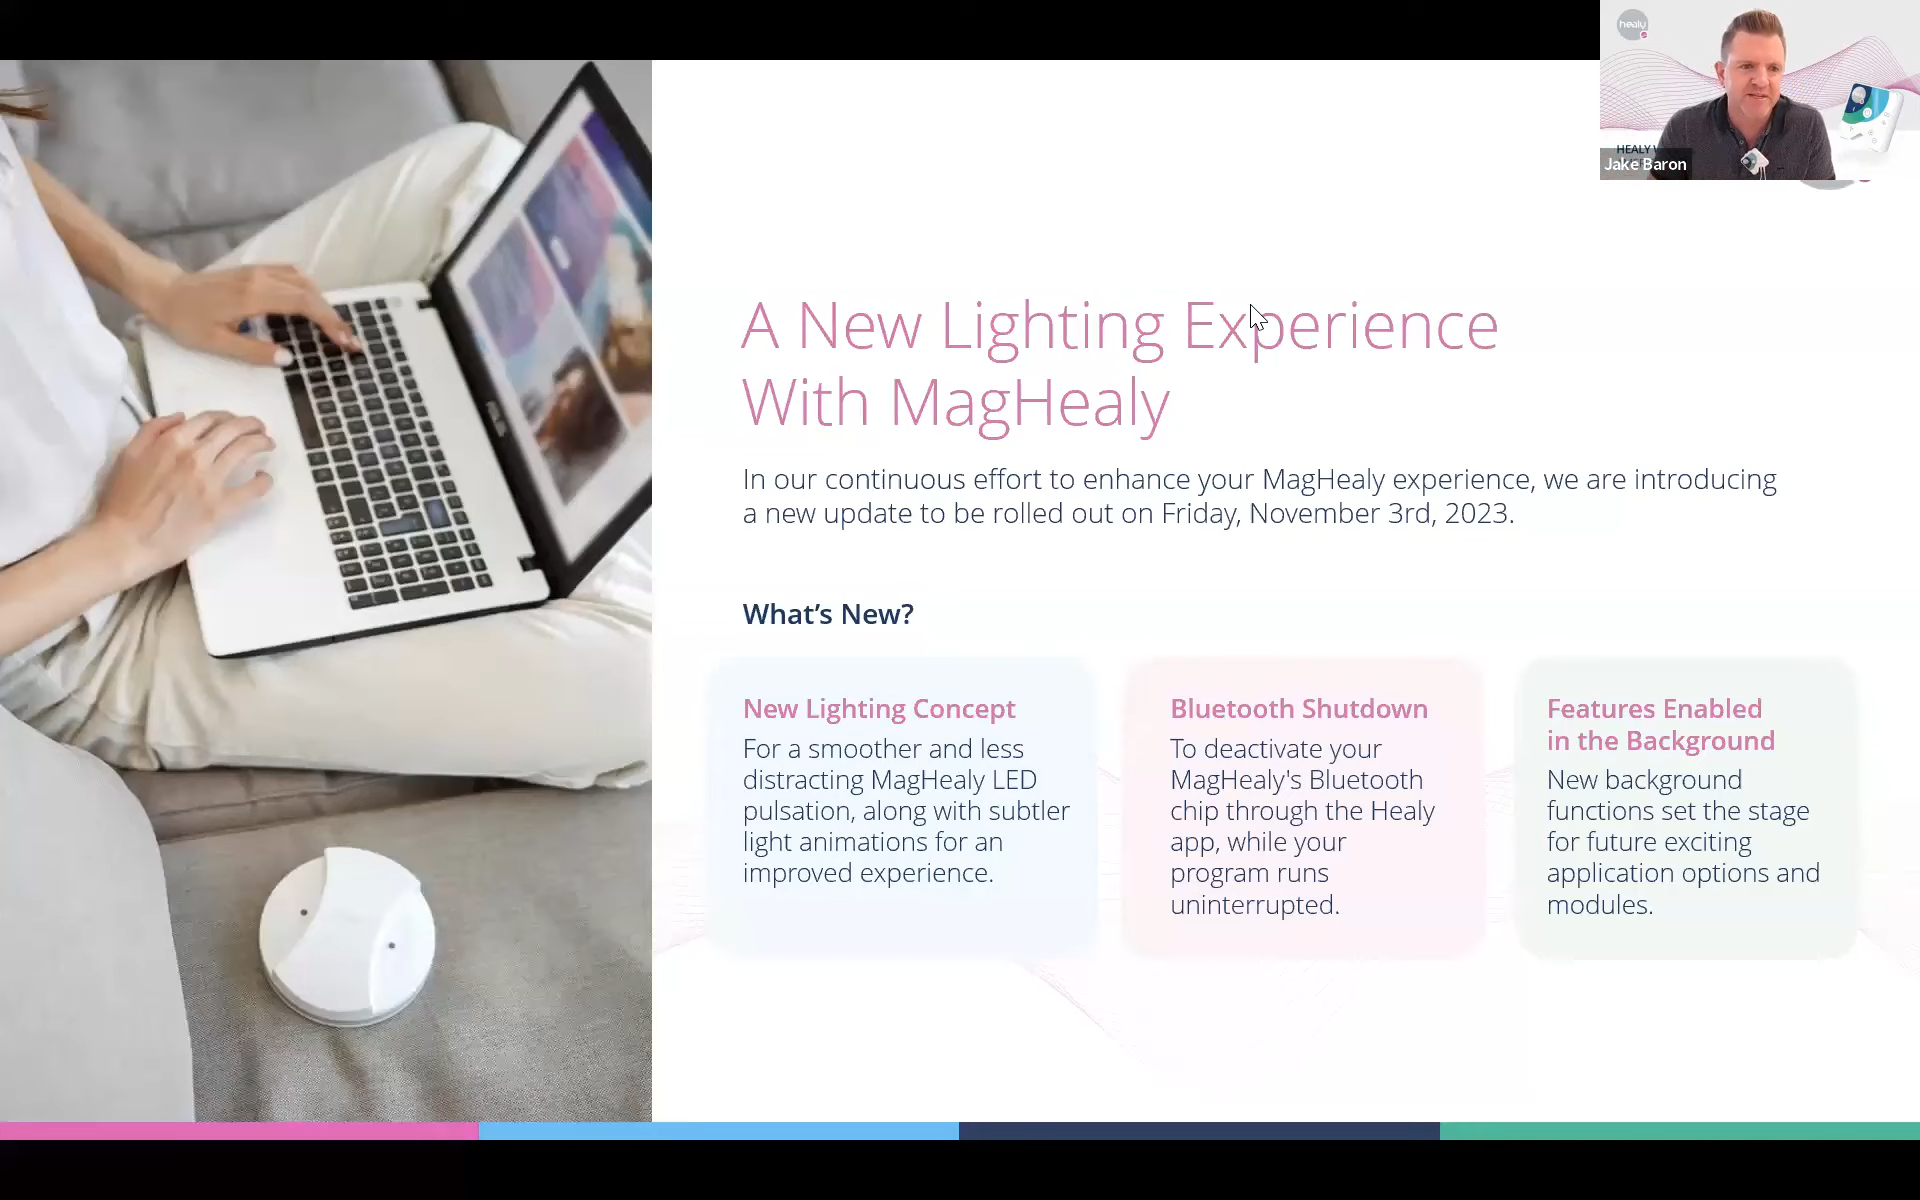 healy
HEALY
Jake Baron
A New Lighting Experience
With MagHealy
In our continuous effort to enhance your MagHealy experience, we are introducing
a new update to be rolled out on Friday, November 3rd, 2023.
What's New?
New Lighting Concept
For a smoother and less
distracting MagHealy LED
pulsation, along with subtler
light animations for an
improved experience.
Bluetooth Shutdown
To deactivate your
MagHealy's Bluetooth
chip through the Healy
app, while your
program runs
uninterrupted.
Features Enabled
in the Background
New background
functions set the stage
for future exciting
application options and
modules.